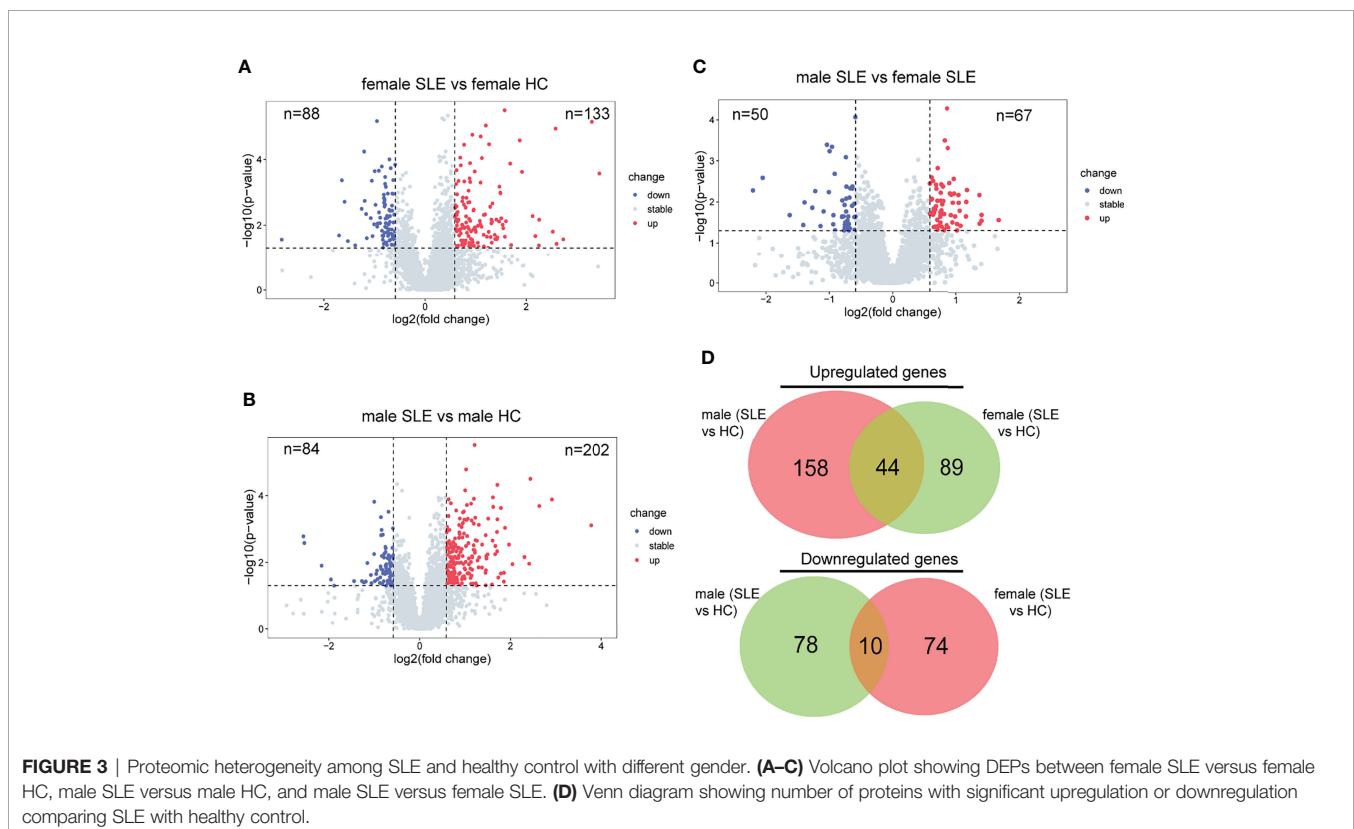 A
female SLE vs female HC
n=88
n=133
4
2
0
-2
0
2
−log10(p−value)
log2(fold change)
change
down
stable
up
C
male SLE vs female SLE
n=50
n=67
4
3
2
1
0
-2
-1
0
1
2
−log10(p−value)
log2(fold change)
change
down
stable
up
B
male SLE vs male HC
n=84
n=202
4
2
0
−2
0
2
4
−log10(p−value)
log2(fold change)
change
down
stable
up
D
Upregulated genes
male (SLE
vs HC)
female (SLE
vs HC)
158
44
89
Downregulated genes
male (SLE
vs HC)
female (SLE
vs HC)
78
10
74
FIGURE 3 | Proteomic heterogeneity among SLE and healthy control with different gender. (A–C) Volcano plot showing DEPs between female SLE versus female
HC, male SLE versus male HC, and male SLE versus female SLE. (D) Venn diagram showing number of proteins with significant upregulation or downregulation
comparing SLE with healthy control.